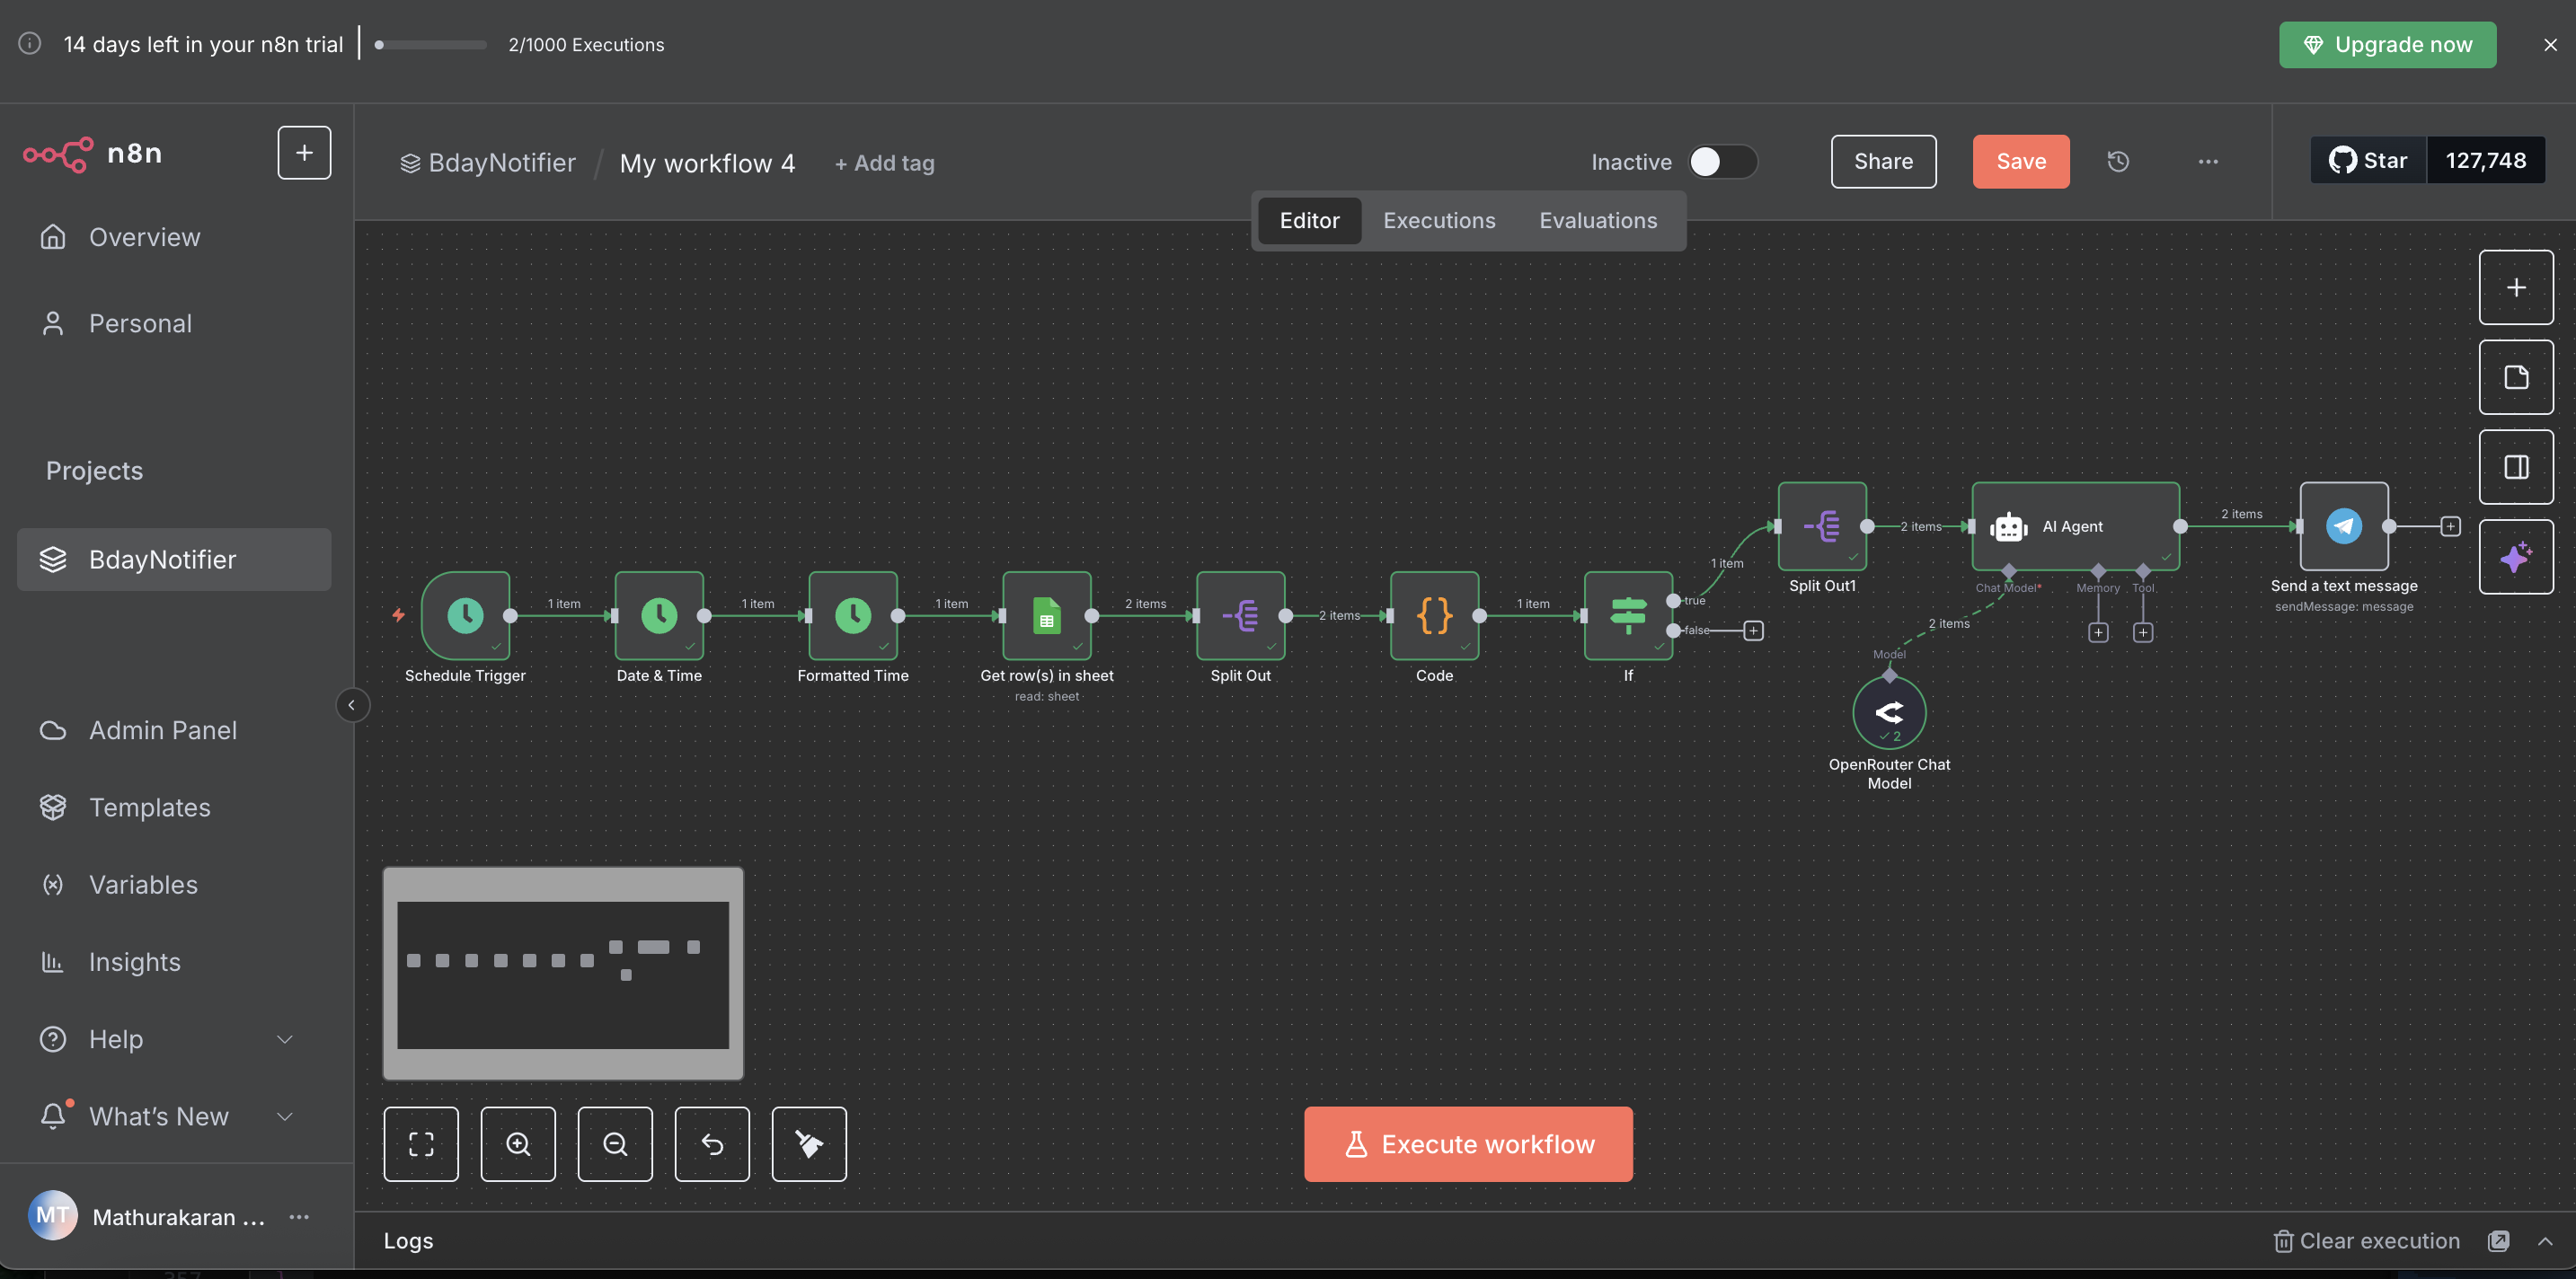 14 days left in your n8n trial
2/1000 Executions
Upgrade now
n8n
BdayNotifier / My workflow 4
+ Add tag
Inactive
Share
Save
Star
127,748
Editor
Executions
Evaluations
Overview
Personal
Projects
BdayNotifier
Admin Panel
Templates
Variables
Insights
Help
What's New
MT
Mathurakaran ...
1 item
1 item
1 item
2 items
2 items
1 item
1 item
2 items
2 items
true
false
Schedule Trigger
Date & Time
Formatted Time
Get row(s) in sheet
read: sheet
Split Out
Code
If
Split Out1
AI Agent
Chat Model*
Memory
Tool
2 items
Model
2
OpenRouter Chat
Model
Send a text message
sendMessage: message
Execute workflow
Logs
Clear execution